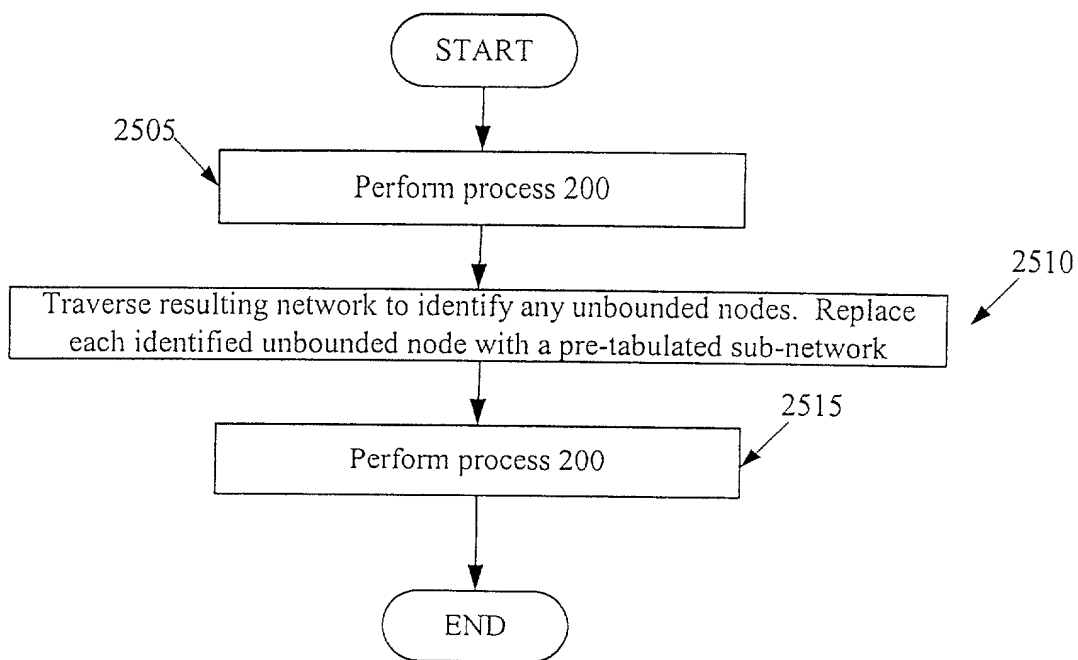 START
2505
Perform process 200
2510
Traverse resulting network to identify any unbounded nodes. Replace
each identified unbounded node with a pre-tabulated sub-network
2515
Perform process 200
END